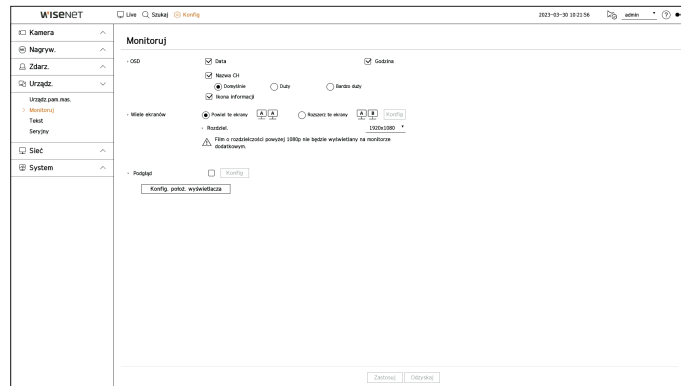 WISENET
Live Szukaj Konfig 2023-03-30 10:21:56 admin ?
Kamera
Nagryw.
Zdarz.
Urządz.
Urządz.pam.mas.
Monitoruj
Tekst
Seryjny
Sieć
System
Monitoruj
OSD Data Godzina
Nazwa CH
Domyślnie Duży Bardzo duży
Ikona informacji
Wiele ekranów Powiel te ekrany A A Rozszerz te ekrany A B Konfig
Rozdziel. 1920x1080
Film o rozdzielczości powyżej 1080p nie będzie wyświetlany na monitorze
dodatkowym.
Podgląd Konfig
Konfig. położ. wyświetlacza
Zastosuj Odzyskaj